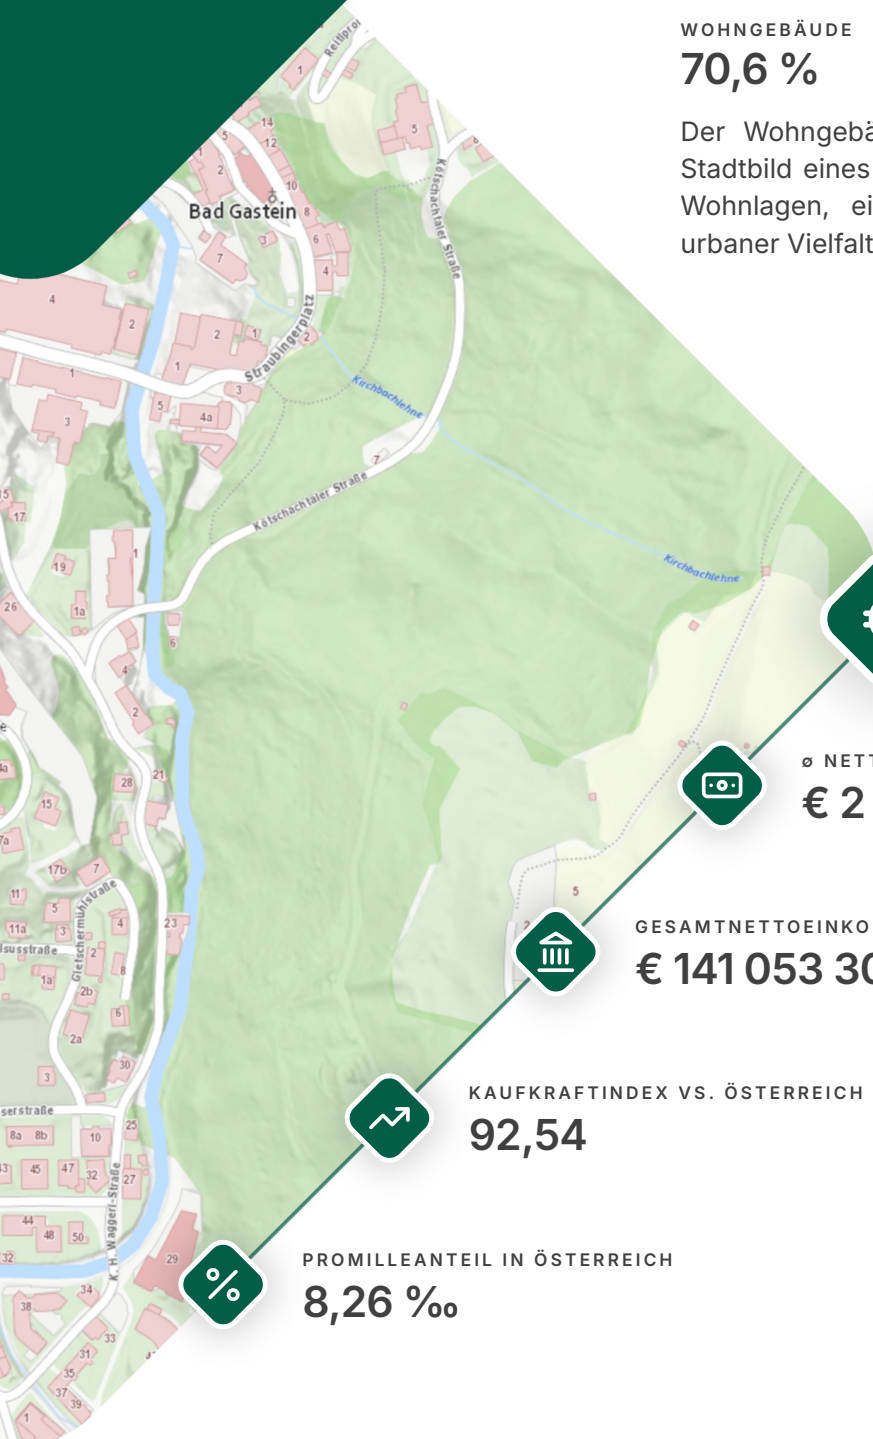 WOHNGEBÄUDE
70,6 %
Der Wohngebä
Stadtbild eines
Wohnlagen, ei
urbaner Vielfalt
Bad Gastein
Kötschachtaler Straße
Straubingerplatz
Kirchbachlehne
Kötschachtaler Straße
Kirchbachlehne
ø NETT
€ 2
GESAMTNETTOEINKO
€ 141 053 30
Gletschermühlstraße
lsusstraße
KAUFKRAFTINDEX VS. ÖSTERREICH
92,54
serstraße
K. H. Waggerl-Straße
PROMILLEANTEIL IN ÖSTERREICH
8,26 ‰